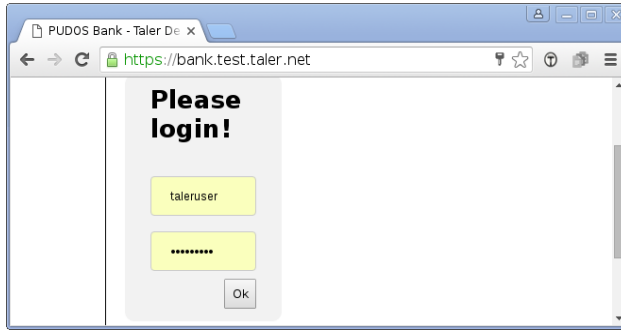 PUDOS Bank - Taler De
https://bank.test.taler.net
Please
login!
taleruser
•••••••••
Ok